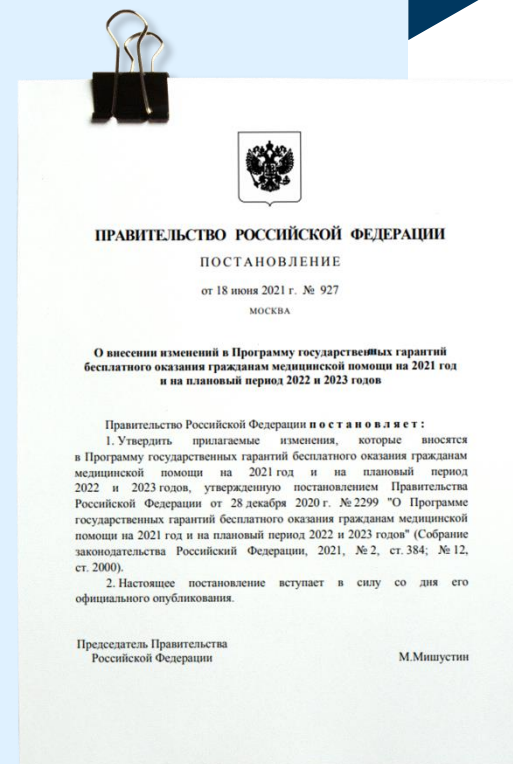 ПРАВИТЕЛЬСТВО РОССИЙСКОЙ ФЕДЕРАЦИИ
ПОСТАНОВЛЕНИЕ
от 18 июня 2021 г. № 927
МОСКВА
О внесении изменений в Программу государственных гарантий
бесплатного оказания гражданам медицинской помощи на 2021 год
и на плановый период 2022 и 2023 годов
Правительство Российской Федерации постановляет:
1. Утвердить прилагаемые изменения, которые вносятся
в Программу государственных гарантий бесплатного оказания гражданам
медицинской помощи на 2021 год и на плановый период
2022 и 2023 годов, утвержденную постановлением Правительства
Российской Федерации от 28 декабря 2020 г. № 2299 "О Программе
государственных гарантий бесплатного оказания гражданам медицинской
помощи на 2021 год и на плановый период 2022 и 2023 годов" (Собрание
законодательства Российский Федерации, 2021, № 2, ст. 384; № 12,
ст. 2000).
2. Настоящее постановление вступает в силу со дня его
официального опубликования.
Председатель Правительства
Российской Федерации М.Мишустин